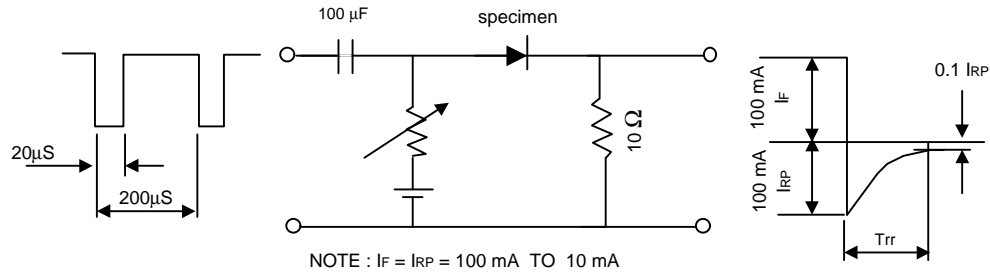 100 μF
specimen
20μS
200μS
10 Ω
100 mA
IF
100 mA
IRP
0.1 IRP
Trr
NOTE : IF = IRP = 100 mA TO 10 mA